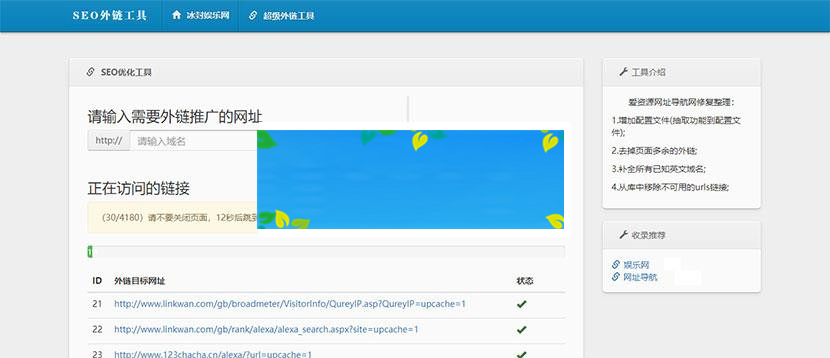 SEO外链工具 冰封娱乐网 超级外链工具
SEO优化工具
请输入需要外链推广的网址
http:// 请输入域名
正在访问的链接
(30/4180) 请不要关闭页面，12秒后跳
1
ID 外链目标网址 状态
21 http://www.linkwan.com/gb/broadmeter/VisitorInfo/QureyIP.asp?QureyIP=upcache=1
22 http://www.linkwan.com/gb/rank/alexa/alexa_search.aspx?site=upcache=1
23 http://www.123chacha.cn/alexa/?url=upcache=1
工具介绍
爱资源网址导航网修复整理：
1.增加配置文件(抽取功能到配置文
件);
2.去掉页面多余的外链;
3.补全所有已知英文域名;
4.从库中移除不可用的urls链接;
收录推荐
娱乐网
网址导航